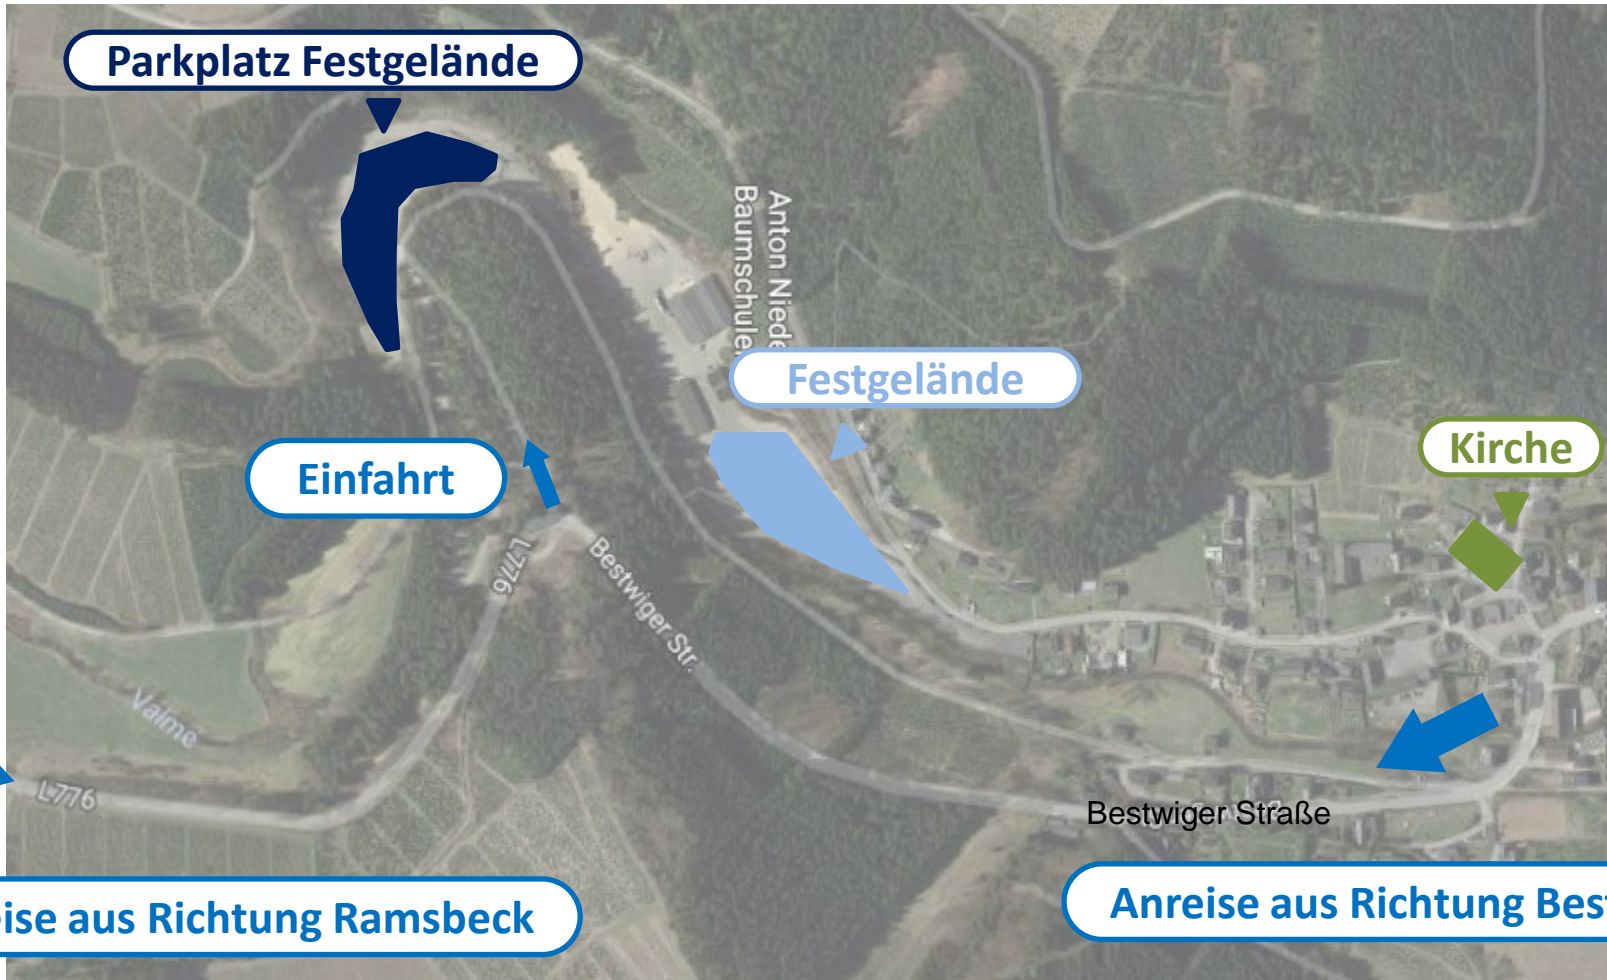 Parkplatz Festgelände
Anton Niede
Baumschule
Festgelände
Kirche
Einfahrt
L776
Bestwiger Str.
Valme
L776
Bestwiger Straße
ise aus Richtung Ramsbeck
Anreise aus Richtung Best